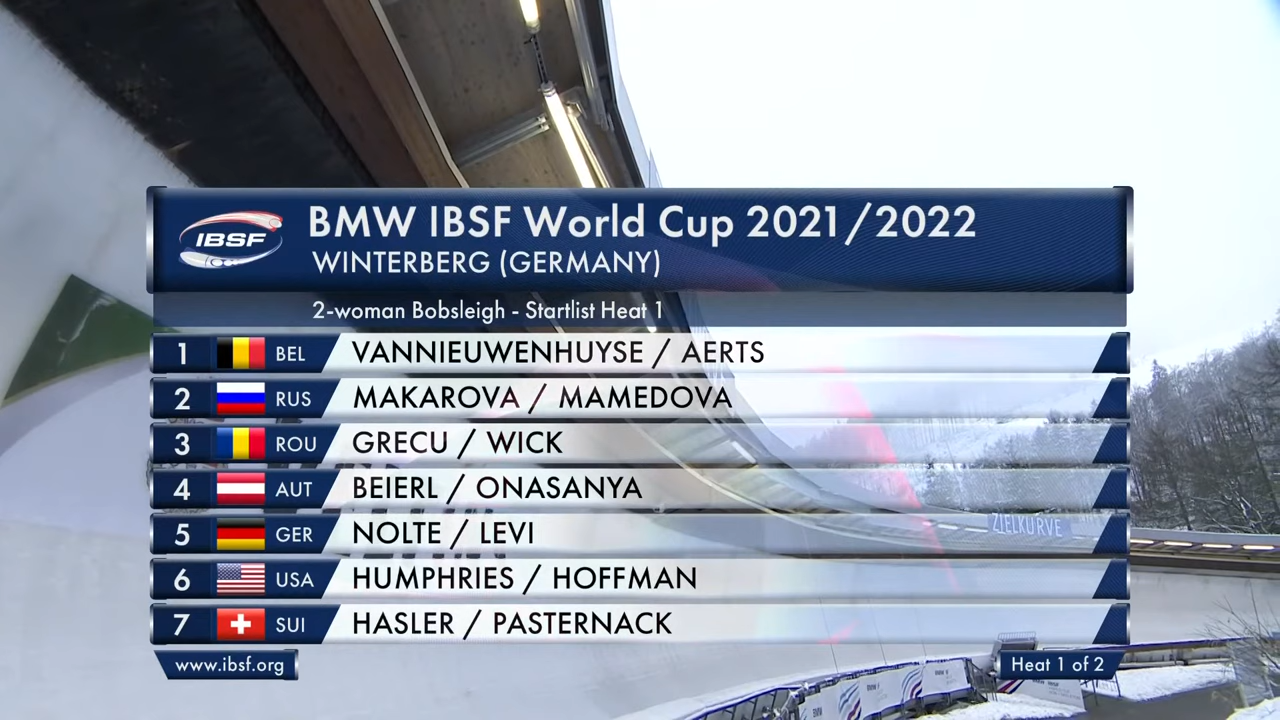 IBSF
BMW IBSF World Cup 2021/2022
WINTERBERG (GERMANY)
2-woman Bobsleigh - Startlist Heat 1
1 BEL VANNIEUWENHUYSE / AERTS
2 RUS MAKAROVA / MAMEDOVA
3 ROU GRECU / WICK
4 AUT BEIERL / ONASANYA
5 GER NOLTE / LEVI
ZIELKURVE
6 USA HUMPHRIES / HOFFMAN
7 SUI HASLER / PASTERNACK
www.ibsf.org
Heat 1 of 2
BMW